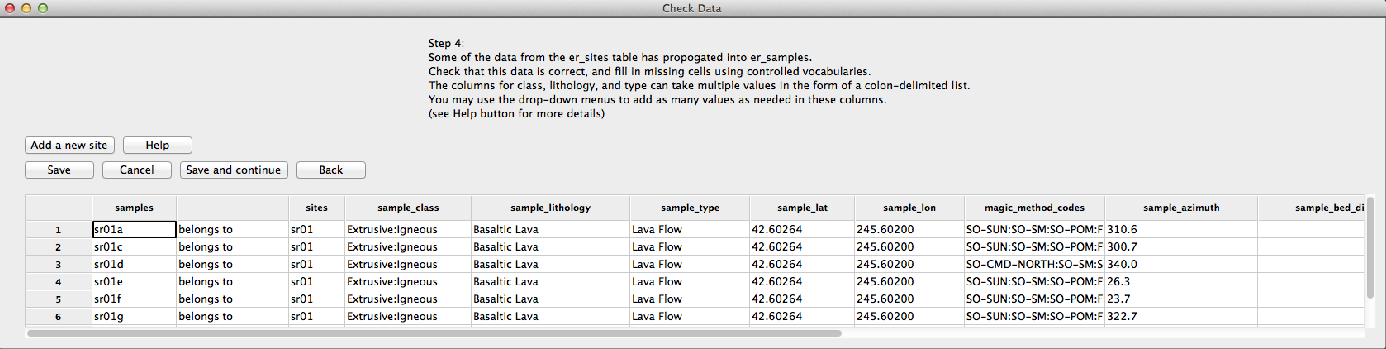 Check Data
Step 4:
Some of the data from the er_sites table has propogated into er_samples.
Check that this data is correct, and fill in missing cells using controlled vocabularies.
The columns for class, lithology, and type can take multiple values in the form of a colon-delimited list.
You may use the drop-down menus to add as many values as needed in these columns.
(see Help button for more details)
Add a new site Help
Save Cancel Save and continue Back
samples sites sample_class sample_lithology sample_type sample_lat sample_lon magic_method_codes sample_azimuth sample_bed_di
1 sr01a belongs to sr01 Extrusive:Igneous Basaltic Lava Lava Flow 42.60264 245.60200 SO-SUN:SO-SM:SO-POM:F 310.6
2 sr01c belongs to sr01 Extrusive:Igneous Basaltic Lava Lava Flow 42.60264 245.60200 SO-SUN:SO-SM:SO-POM:F 300.7
3 sr01d belongs to sr01 Extrusive:Igneous Basaltic Lava Lava Flow 42.60264 245.60200 SO-CMD-NORTH:SO-SM:S 340.0
4 sr01e belongs to sr01 Extrusive:Igneous Basaltic Lava Lava Flow 42.60264 245.60200 SO-SUN:SO-SM:SO-POM:F 26.3
5 sr01f belongs to sr01 Extrusive:Igneous Basaltic Lava Lava Flow 42.60264 245.60200 SO-SUN:SO-SM:SO-POM:F 23.7
6 sr01g belongs to sr01 Extrusive:Igneous Basaltic Lava Lava Flow 42.60264 245.60200 SO-SUN:SO-SM:SO-POM:F 322.7